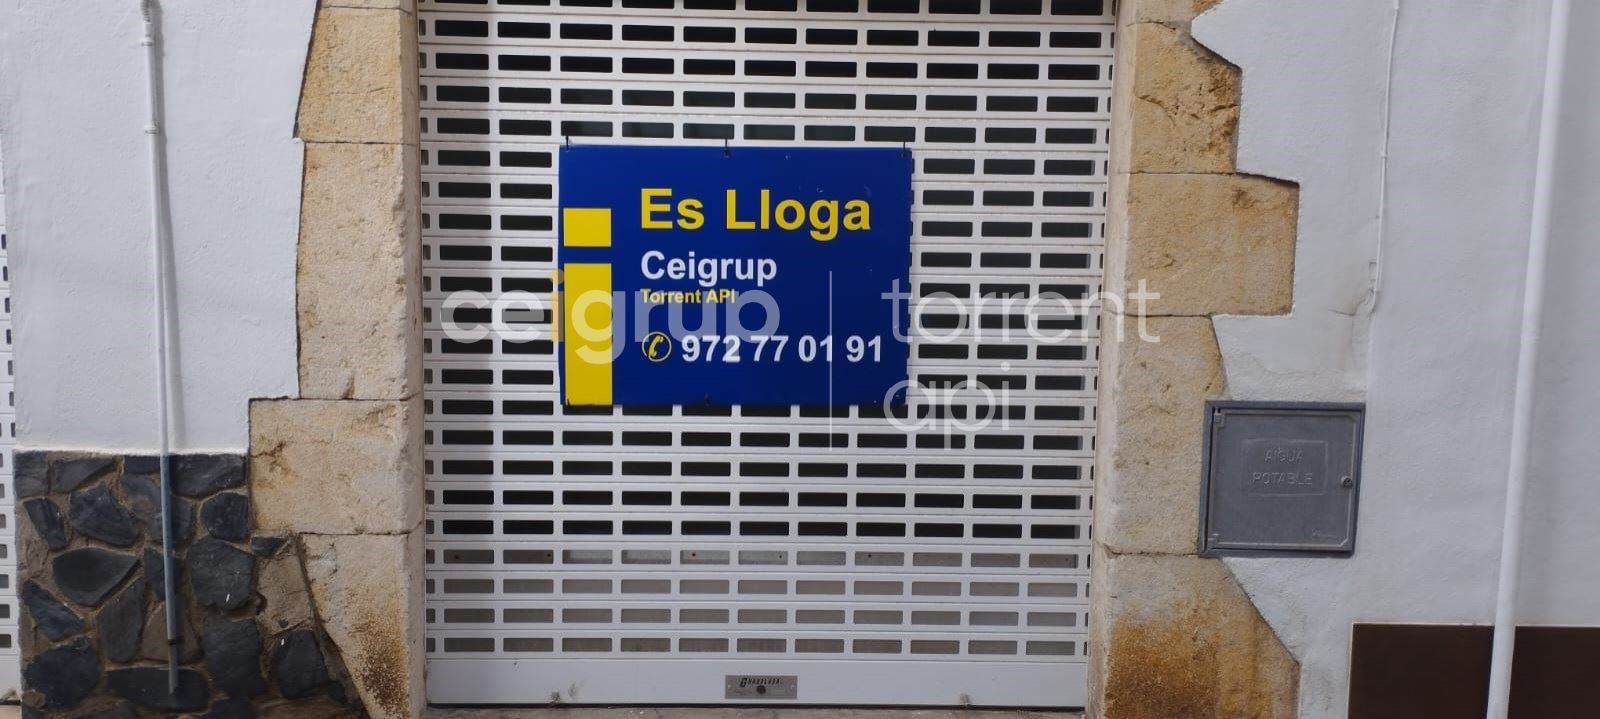 Es Lloga
Ceigrup
Torrent API
972 77 01 91
ceigrup
torrent
api
AIGUA
POTABLE